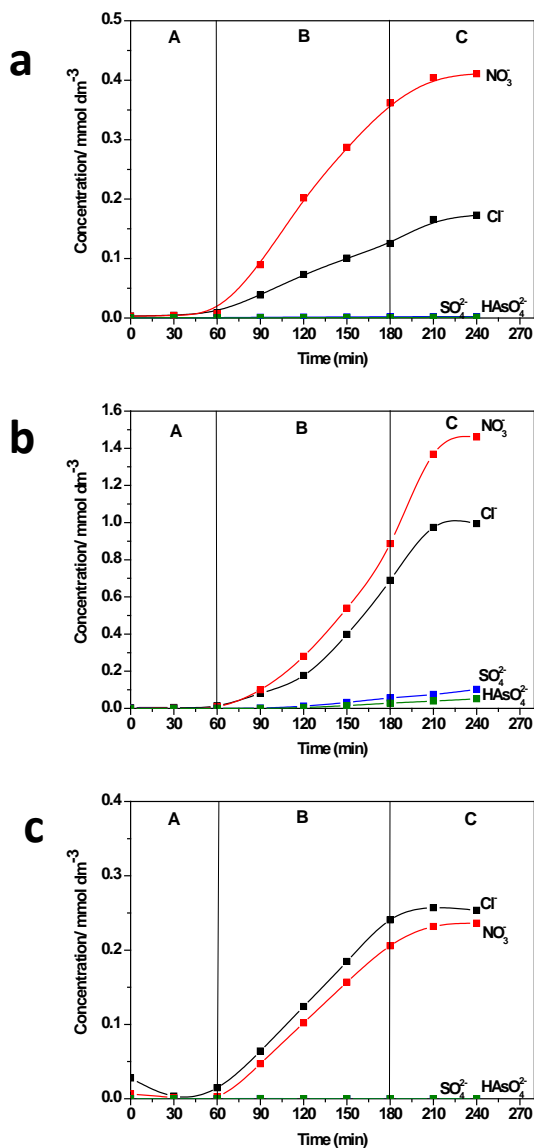 a
A B C
0.5
0.4
0.3
0.2
0.1
0.0
Concentration/ mmol dm⁻³
NO₃⁻
Cl⁻
SO₄²⁻ HAsO₄²⁻
0 30 60 90 120 150 180 210 240 270
Time (min)
b
A B C
1.6
1.4
1.2
1.0
0.8
0.6
0.4
0.2
0.0
Concentration/ mmol dm⁻³
NO₃⁻
Cl⁻
SO₄²⁻
HAsO₄²⁻
0 30 60 90 120 150 180 210 240 270
Time (min)
c
A B C
0.4
0.3
0.2
0.1
0.0
Concentration/ mmol dm⁻³
Cl⁻
NO₃⁻
SO₄²⁻ HAsO₄²⁻
0 30 60 90 120 150 180 210 240 270
Time (min)